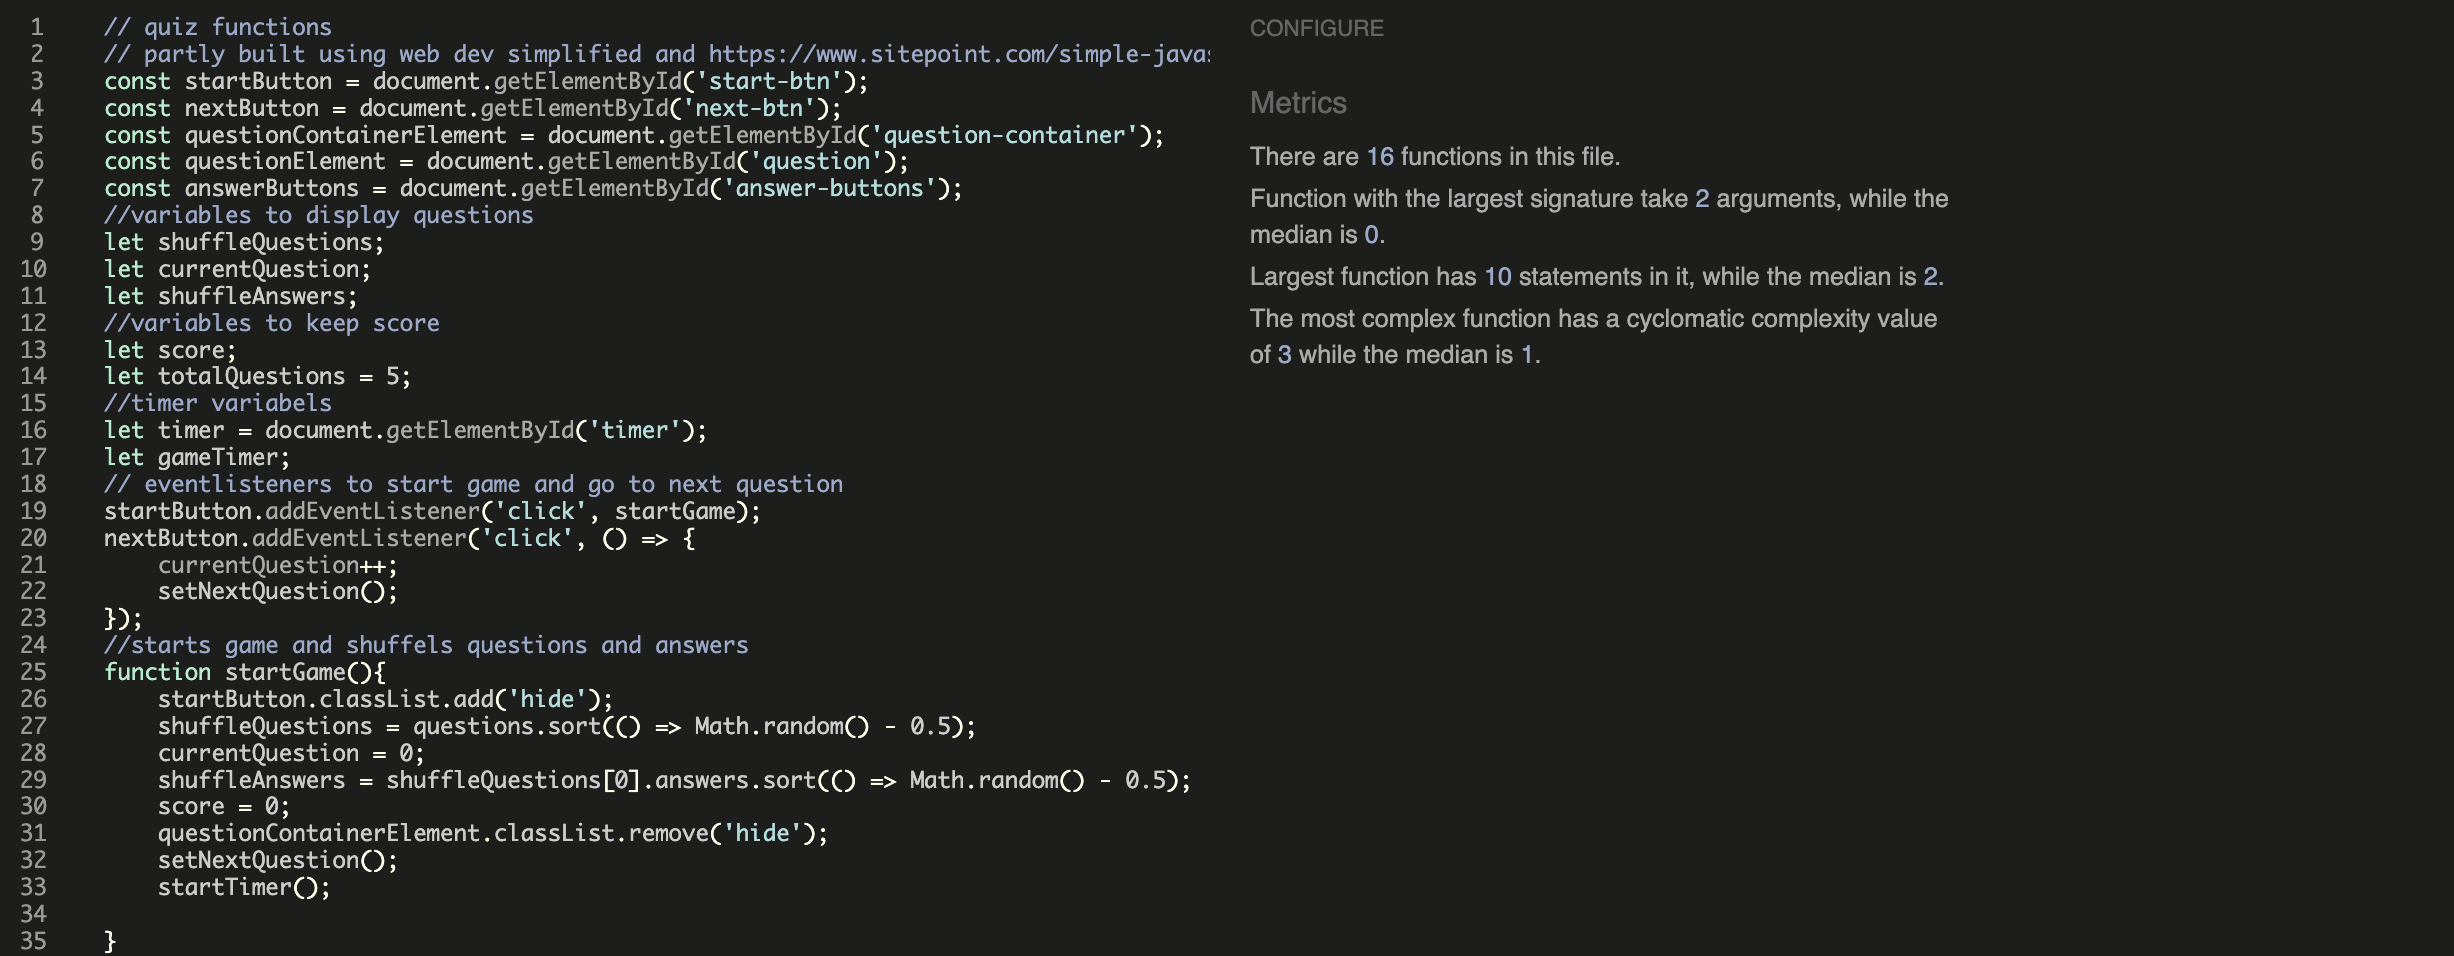 1 // quiz functions
2 // partly built using web dev simplified and https://www.sitepoint.com/simple-javas
3 const startButton = document.getElementById('start-btn');
4 const nextButton = document.getElementById('next-btn');
5 const questionContainerElement = document.getElementById('question-container');
6 const questionElement = document.getElementById('question');
7 const answerButtons = document.getElementById('answer-buttons');
8 //variables to display questions
9 let shuffleQuestions;
10 let currentQuestion;
11 let shuffleAnswers;
12 //variables to keep score
13 let score;
14 let totalQuestions = 5;
15 //timer variabels
16 let timer = document.getElementById('timer');
17 let gameTimer;
18 // eventlisteners to start game and go to next question
19 startButton.addEventListener('click', startGame);
20 nextButton.addEventListener('click', () => {
21 currentQuestion++;
22 setNextQuestion();
23 });
24 //starts game and shuffels questions and answers
25 function startGame(){
26 startButton.classList.add('hide');
27 shuffleQuestions = questions.sort(() => Math.random() - 0.5);
28 currentQuestion = 0;
29 shuffleAnswers = shuffleQuestions[0].answers.sort(() => Math.random() - 0.5);
30 score = 0;
31 questionContainerElement.classList.remove('hide');
32 setNextQuestion();
33 startTimer();
34
35 }
CONFIGURE
Metrics
There are 16 functions in this file.
Function with the largest signature take 2 arguments, while the
median is 0.
Largest function has 10 statements in it, while the median is 2.
The most complex function has a cyclomatic complexity value
of 3 while the median is 1.